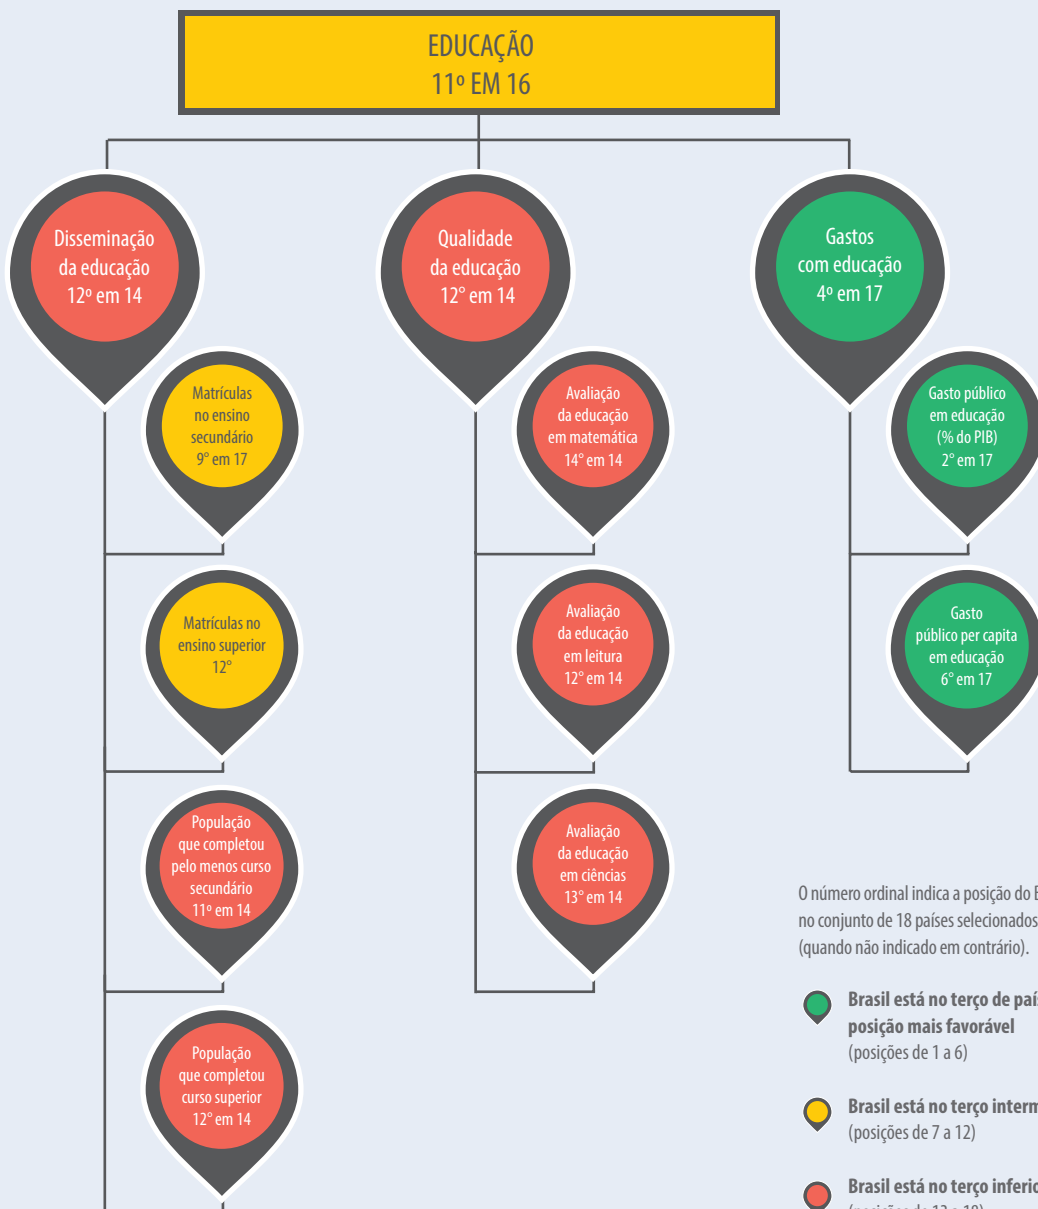 EDUCAÇÃO
11º EM 16
Disseminação
da educação
12º em 14
Qualidade
da educação
12° em 14
Gastos
com educação
4º em 17
Matrículas
no ensino
secundário
9° em 17
Avaliação
da educação
em matemática
14° em 14
Gasto público
em educação
(% do PIB)
2° em 17
Matrículas no
ensino superior
12°
Avaliação
da educação
em leitura
12° em 14
Gasto
público per capita
em educação
6° em 17
População
que completou
pelo menos curso
secundário
11º em 14
Avaliação
da educação
em ciências
13° em 14
População
que completou
curso superior
12° em 14
O número ordinal indica a posição do
no conjunto de 18 países selecionados
(quando não indicado em contrário).
Brasil está no terço de
posição mais favorável
(posições de 1 a 6)
Brasil está no terço
(posições de 7 a 12)
Brasil está no terço